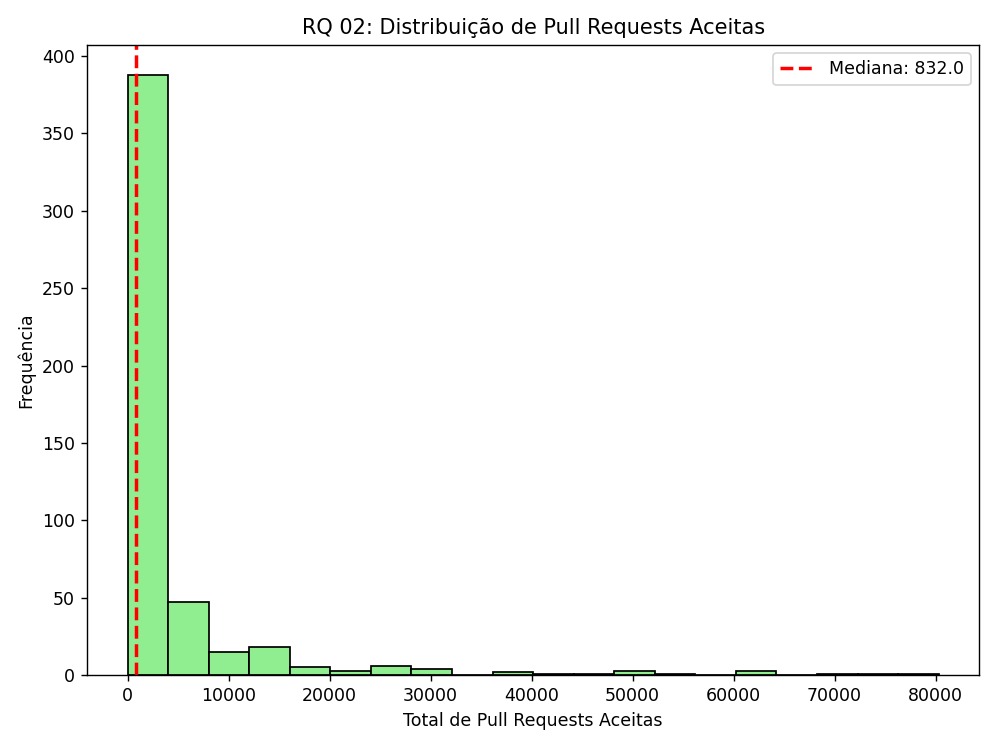 RQ 02: Distribuição de Pull Requests Aceitas
Mediana: 832.0
400
350
300
250
200
150
100
50
0
Frequência
0 10000 20000 30000 40000 50000 60000 70000 80000
Total de Pull Requests Aceitas